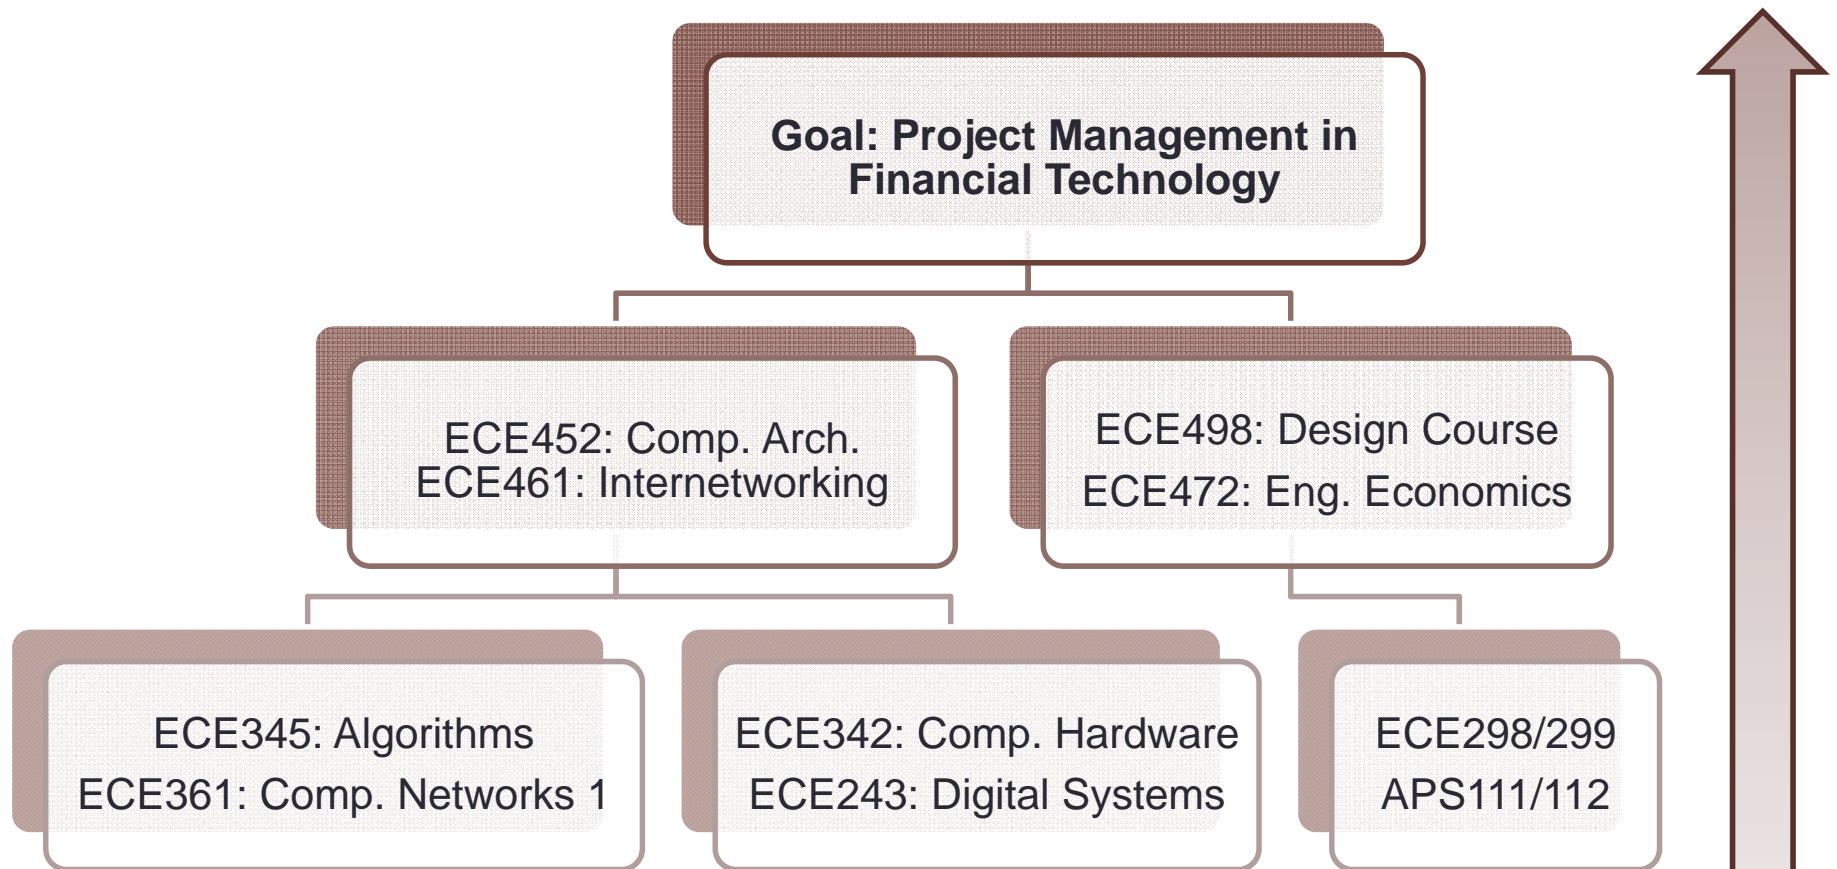 Goal: Project Management in
Financial Technology
ECE452: Comp. Arch.
ECE461: Internetworking
ECE498: Design Course
ECE472: Eng. Economics
ECE345: Algorithms
ECE361: Comp. Networks 1
ECE342: Comp. Hardware
ECE243: Digital Systems
ECE298/299
APS111/112